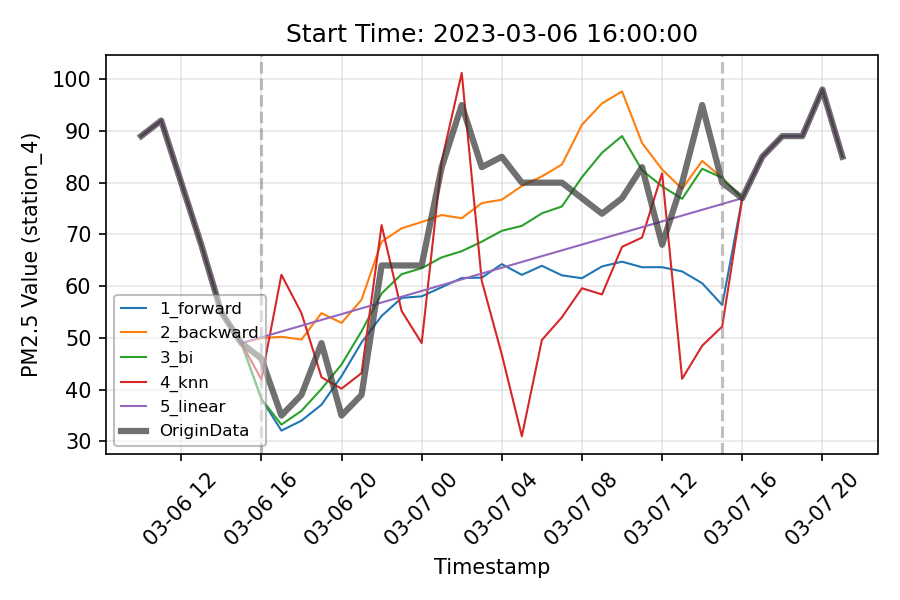 Start Time: 2023-03-06 16:00:00
PM2.5 Value (station_4)
100
90
80
70
60
50
40
30
1_forward
2_backward
3_bi
4_knn
5_linear
OriginData
03-06 12
03-06 16
03-06 20
03-07 00
03-07 04
03-07 08
03-07 12
03-07 16
03-07 20
Timestamp